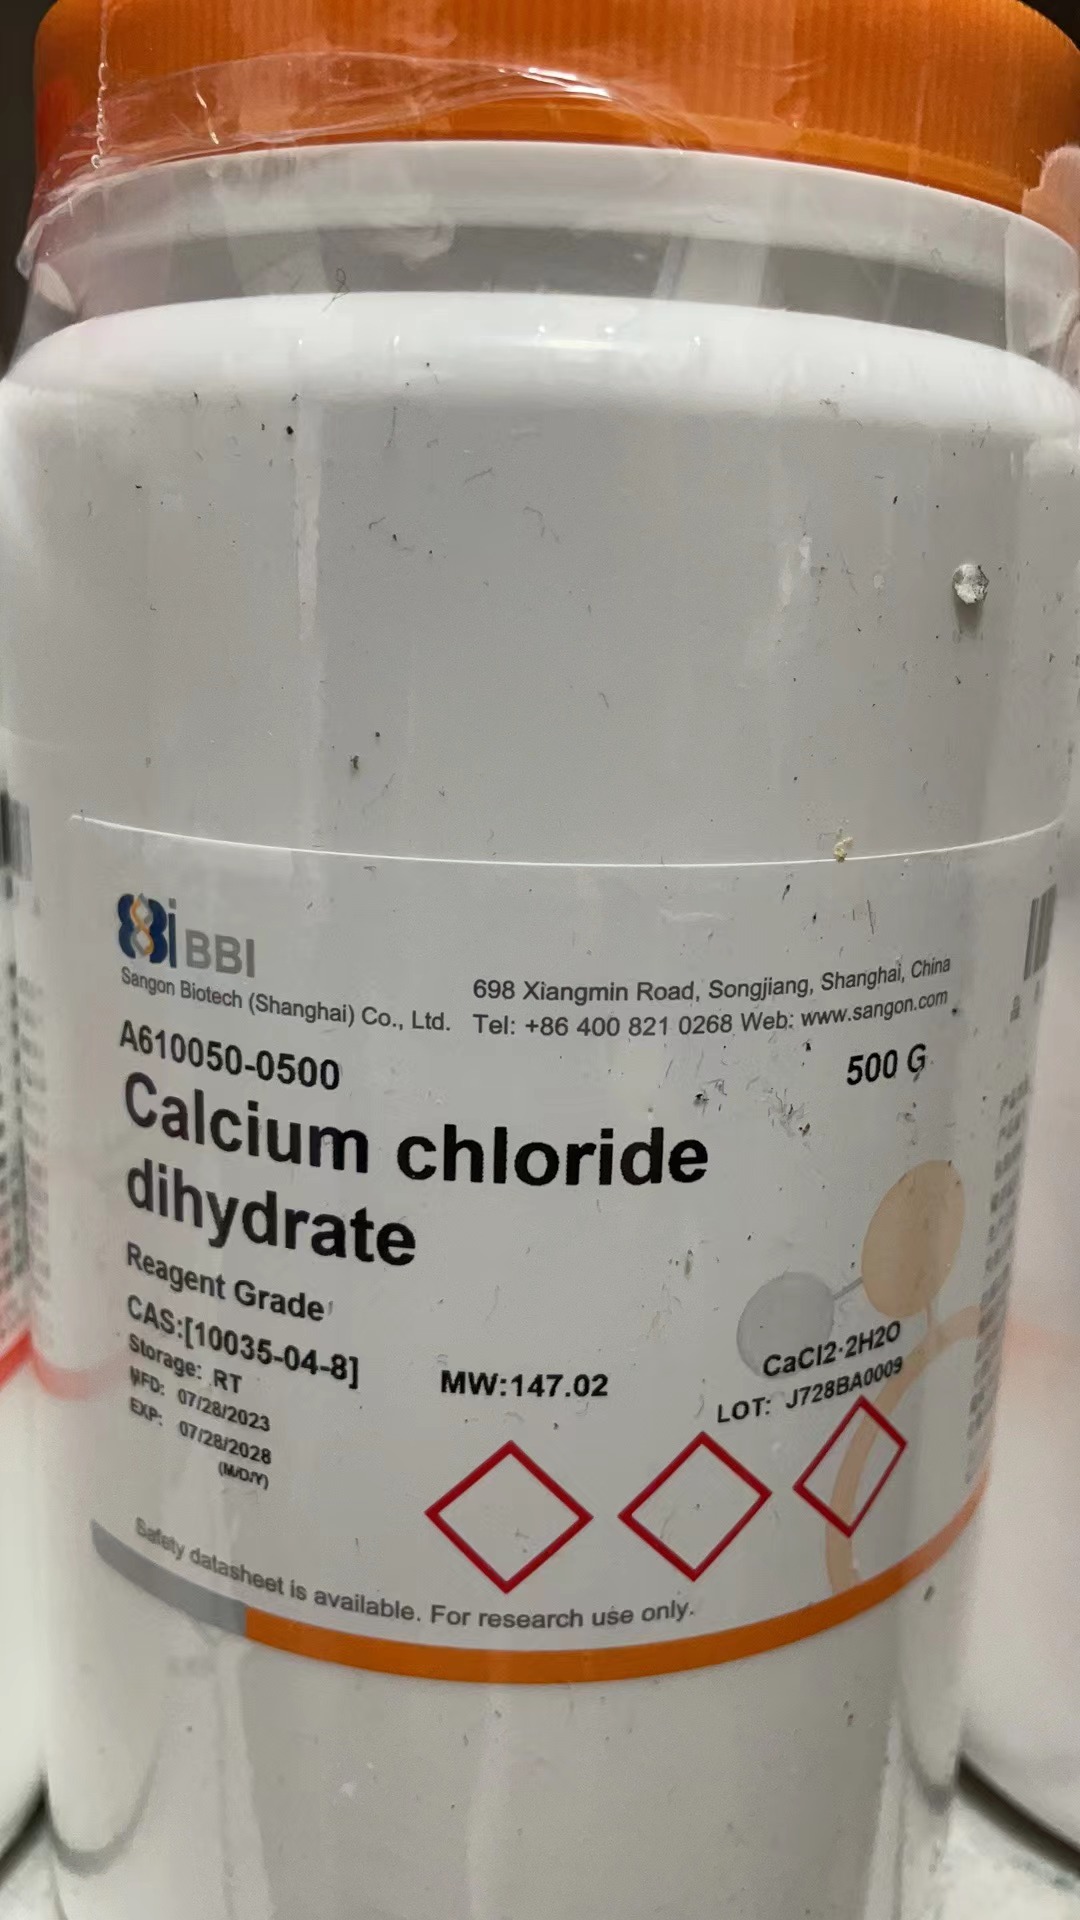 BBI
Sangon Biotech (Shanghai) Co., Ltd.
698 Xiangmin Road, Songjiang, Shanghai, China
Tel: +86 400 821 0268 Web: www.sangon.com
A610050-0500
500 G
Calcium chloride
dihydrate
Reagent Grade
CAS:[10035-04-8]
MW:147.02
CaCl2·2H2O
Storage: RT
LOT: J728BA0009
MFD: 07/28/2023
EXP: 07/28/2028
(M/D/Y)
Safety datasheet is available. For research use only.